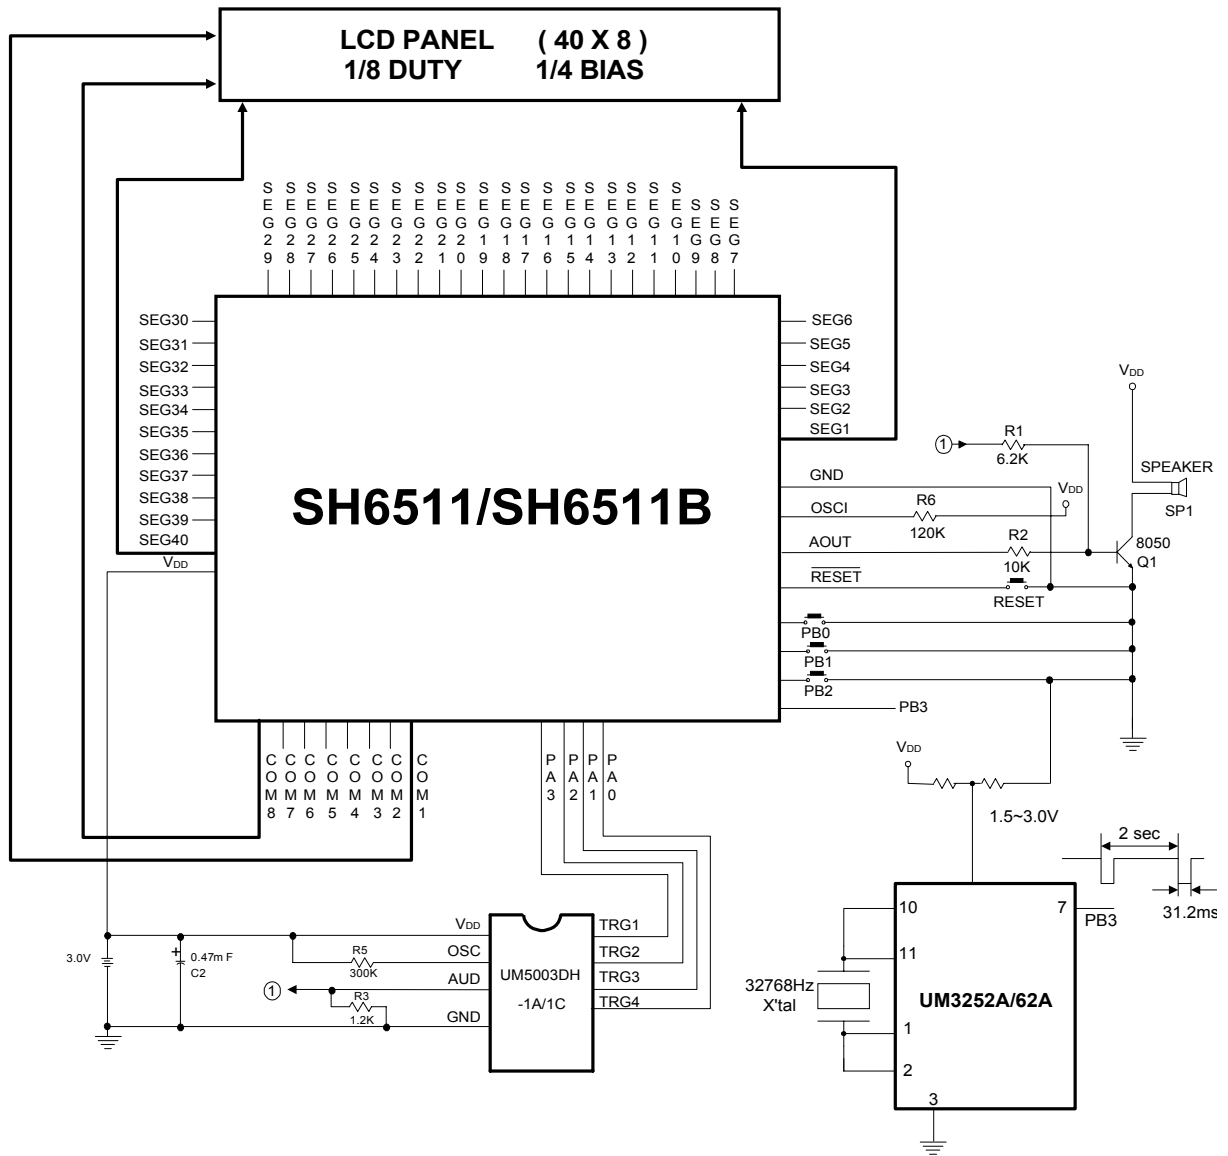 LCD PANEL ( 40 X 8 )
1/8 DUTY 1/4 BIAS
SEG29 SEG28 SEG27 SEG26 SEG25 SEG24 SEG23 SEG22 SEG21 SEG20 SEG19 SEG18 SEG17 SEG16 SEG15 SEG14 SEG13 SEG12 SEG11 SEG10 SEG9 SEG8 SEG7
SEG30
SEG31
SEG32
SEG33
SEG34
SEG35
SEG36
SEG37
SEG38
SEG39
SEG40
VDD
SH6511/SH6511B
SEG6
SEG5
SEG4
SEG3
SEG2
SEG1
GND
OSCI
AOUT
RESET
PB0
PB1
PB2
PB3
1
R1
6.2K
R6
120K
VDD
R2
10K
RESET
VDD
SPEAKER
SP1
8050
Q1
COM8 COM7 COM6 COM5 COM4 COM3 COM2 COM1
PA3 PA2 PA1 PA0
VDD
1.5~3.0V
2 sec
31.2ms
3.0V
0.47m F
C2
R5
300K
1
R3
1.2K
VDD
OSC
AUD
GND
UM5003DH
-1A/1C
TRG1
TRG2
TRG3
TRG4
32768Hz
X'tal
10
11
1
2
3
7
PB3
UM3252A/62A